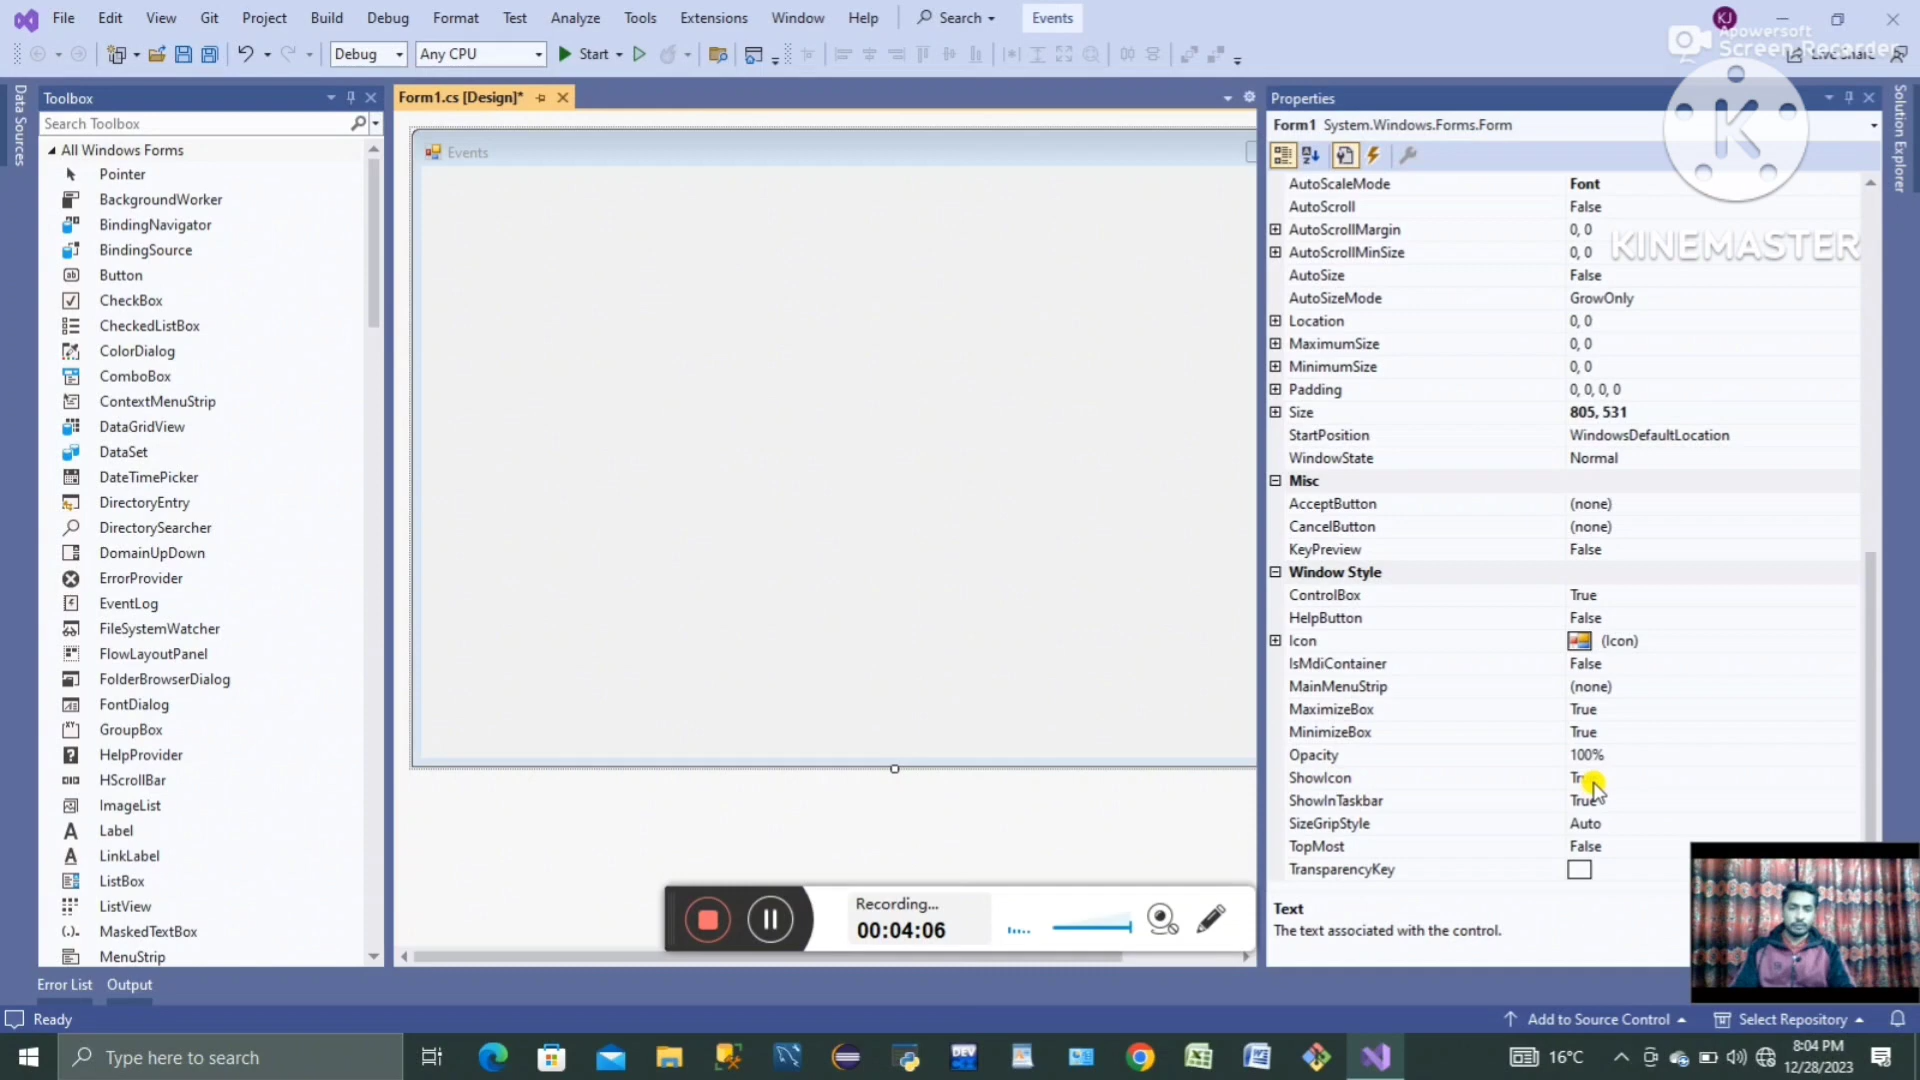 File Edit View Git Project Build Debug Format Test Analyze Tools Extensions Window Help Search Events KJ
Debug Any CPU Start Live Share
Apowersoft
Screen Recorder
K
KINEMASTER
Data Sources
Toolbox
Search Toolbox
All Windows Forms
Pointer
BackgroundWorker
BindingNavigator
BindingSource
Button
CheckBox
CheckedListBox
ColorDialog
ComboBox
ContextMenuStrip
DataGridView
DataSet
DateTimePicker
DirectoryEntry
DirectorySearcher
DomainUpDown
ErrorProvider
EventLog
FileSystemWatcher
FlowLayoutPanel
FolderBrowserDialog
FontDialog
GroupBox
HelpProvider
HScrollBar
ImageList
Label
LinkLabel
ListBox
ListView
MaskedTextBox
MenuStrip
Form1.cs [Design]*
Events
Recording...
00:04:06
Properties
Form1 System.Windows.Forms.Form
AutoScaleMode Font
AutoScroll False
AutoScrollMargin 0, 0
AutoScrollMinSize 0, 0
AutoSize False
AutoSizeMode GrowOnly
Location 0, 0
MaximumSize 0, 0
MinimumSize 0, 0
Padding 0, 0, 0, 0
Size 805, 531
StartPosition WindowsDefaultLocation
WindowState Normal
Misc
AcceptButton (none)
CancelButton (none)
KeyPreview False
Window Style
ControlBox True
HelpButton False
Icon (Icon)
IsMdiContainer False
MainMenuStrip (none)
MaximizeBox True
MinimizeBox True
Opacity 100%
ShowIcon
ShowInTaskbar True
SizeGripStyle Auto
TopMost False
TransparencyKey
Text
The text associated with the control.
Solution Explorer
Error List Output
Ready Add to Source Control Select Repository
Type here to search DEV 16°C 8:04 PM
12/28/2023